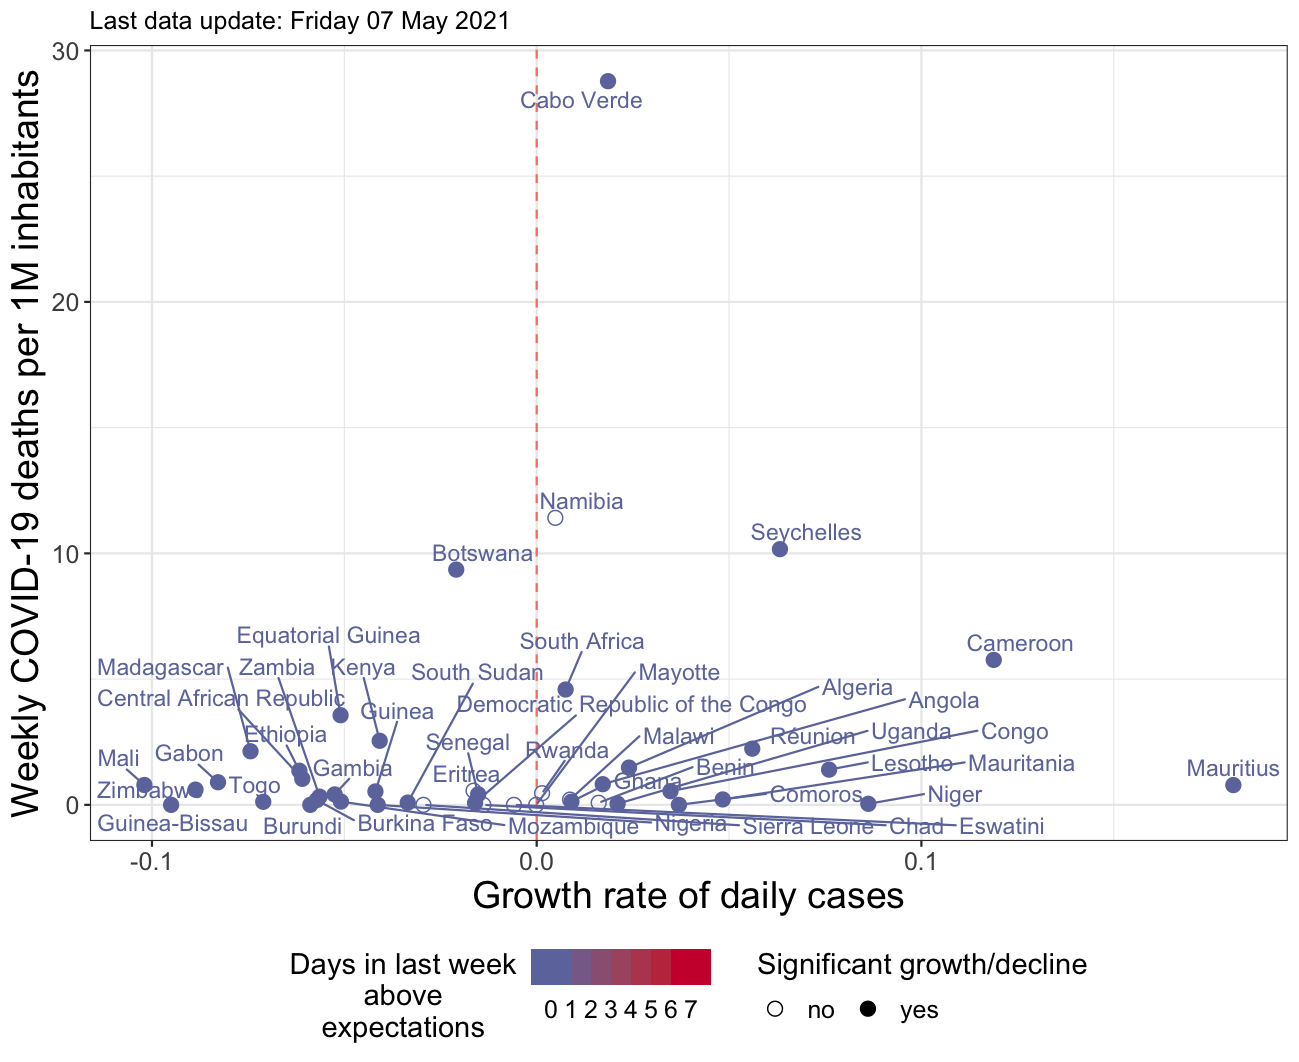 Last data update: Friday 07 May 2021
Weekly COVID-19 deaths per 1M inhabitants
30
20
10
0
Cabo Verde
Namibia
Seychelles
Botswana
Equatorial Guinea
South Africa
Cameroon
Madagascar
Zambia
Kenya
South Sudan
Mayotte
Algeria
Central African Republic
Guinea
Democratic Republic of the Congo
Angola
Ethiopia
Senegal
Rwanda
Malawi
Réunion
Uganda
Congo
Mali
Gabon
Gambia
Eritrea
Ghana
Benin
Lesotho
Mauritania
Mauritius
Zimbabwe
Togo
Comoros
Niger
Guinea-Bissau
Burundi
Burkina Faso
Mozambique
Nigeria
Sierra Leone
Chad
Eswatini
-0.1
0.0
0.1
Growth rate of daily cases
Days in last week
above
expectations
0 1 2 3 4 5 6 7
Significant growth/decline
no
yes